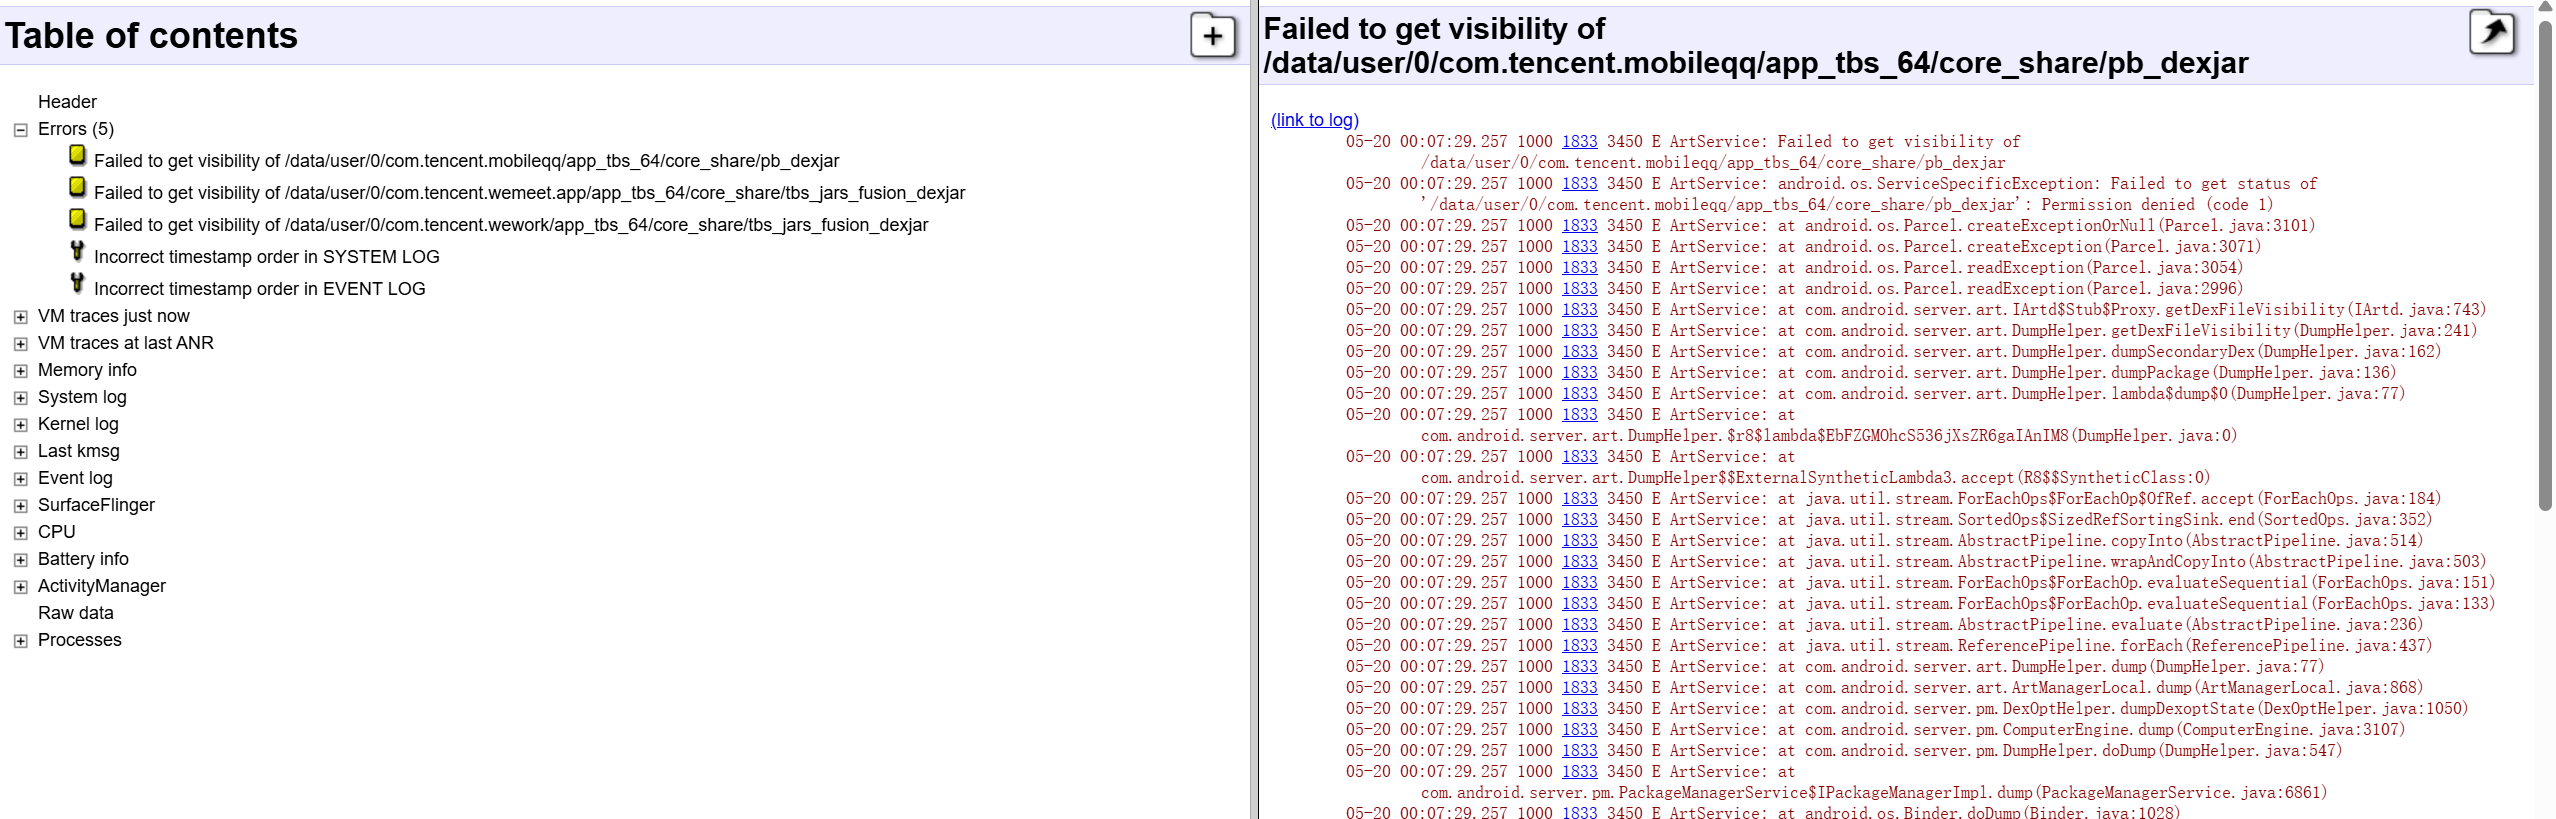 Table of contents
Header
Errors (5)
Failed to get visibility of /data/user/0/com.tencent.mobileqq/app_tbs_64/core_share/pb_dexjar
Failed to get visibility of /data/user/0/com.tencent.wemeet.app/app_tbs_64/core_share/tbs_jars_fusion_dexjar
Failed to get visibility of /data/user/0/com.tencent.wework/app_tbs_64/core_share/tbs_jars_fusion_dexjar
Incorrect timestamp order in SYSTEM LOG
Incorrect timestamp order in EVENT LOG
VM traces just now
VM traces at last ANR
Memory info
System log
Kernel log
Last kmsg
Event log
SurfaceFlinger
CPU
Battery info
ActivityManager
Raw data
Processes
Failed to get visibility of
/data/user/0/com.tencent.mobileqq/app_tbs_64/core_share/pb_dexjar
(link to log)
05-20 00:07:29.257 1000 1833 3450 E ArtService: Failed to get visibility of
/data/user/0/com.tencent.mobileqq/app_tbs_64/core_share/pb_dexjar
05-20 00:07:29.257 1000 1833 3450 E ArtService: android.os.ServiceSpecificException: Failed to get status of
'/data/user/0/com.tencent.mobileqq/app_tbs_64/core_share/pb_dexjar': Permission denied (code 1)
05-20 00:07:29.257 1000 1833 3450 E ArtService: at android.os.Parcel.createExceptionOrNull(Parcel.java:3101)
05-20 00:07:29.257 1000 1833 3450 E ArtService: at android.os.Parcel.createException(Parcel.java:3071)
05-20 00:07:29.257 1000 1833 3450 E ArtService: at android.os.Parcel.readException(Parcel.java:3054)
05-20 00:07:29.257 1000 1833 3450 E ArtService: at android.os.Parcel.readException(Parcel.java:2996)
05-20 00:07:29.257 1000 1833 3450 E ArtService: at com.android.server.art.IArtd$Stub$Proxy.getDexFileVisibility(IArtd.java:743)
05-20 00:07:29.257 1000 1833 3450 E ArtService: at com.android.server.art.DumpHelper.getDexFileVisibility(DumpHelper.java:241)
05-20 00:07:29.257 1000 1833 3450 E ArtService: at com.android.server.art.DumpHelper.dumpSecondaryDex(DumpHelper.java:162)
05-20 00:07:29.257 1000 1833 3450 E ArtService: at com.android.server.art.DumpHelper.dumpPackage(DumpHelper.java:136)
05-20 00:07:29.257 1000 1833 3450 E ArtService: at com.android.server.art.DumpHelper.lambda$dump$0(DumpHelper.java:77)
05-20 00:07:29.257 1000 1833 3450 E ArtService: at
com.android.server.art.DumpHelper.$r8$lambda$EbFZGMOhcS536jXsZR6gaIAnIM8(DumpHelper.java:0)
05-20 00:07:29.257 1000 1833 3450 E ArtService: at
com.android.server.art.DumpHelper$$ExternalSyntheticLambda3.accept(R8$$SyntheticClass:0)
05-20 00:07:29.257 1000 1833 3450 E ArtService: at java.util.stream.ForEachOps$ForEachOp$OfRef.accept(ForEachOps.java:184)
05-20 00:07:29.257 1000 1833 3450 E ArtService: at java.util.stream.SortedOps$SizedRefSortingSink.end(SortedOps.java:352)
05-20 00:07:29.257 1000 1833 3450 E ArtService: at java.util.stream.AbstractPipeline.copyInto(AbstractPipeline.java:514)
05-20 00:07:29.257 1000 1833 3450 E ArtService: at java.util.stream.AbstractPipeline.wrapAndCopyInto(AbstractPipeline.java:503)
05-20 00:07:29.257 1000 1833 3450 E ArtService: at java.util.stream.ForEachOps$ForEachOp.evaluateSequential(ForEachOps.java:151)
05-20 00:07:29.257 1000 1833 3450 E ArtService: at java.util.stream.ForEachOps$ForEachOp.evaluateSequential(ForEachOps.java:133)
05-20 00:07:29.257 1000 1833 3450 E ArtService: at java.util.stream.AbstractPipeline.evaluate(AbstractPipeline.java:236)
05-20 00:07:29.257 1000 1833 3450 E ArtService: at java.util.stream.ReferencePipeline.forEach(ReferencePipeline.java:437)
05-20 00:07:29.257 1000 1833 3450 E ArtService: at com.android.server.art.DumpHelper.dump(DumpHelper.java:77)
05-20 00:07:29.257 1000 1833 3450 E ArtService: at com.android.server.art.ArtManagerLocal.dump(ArtManagerLocal.java:868)
05-20 00:07:29.257 1000 1833 3450 E ArtService: at com.android.server.pm.DexOptHelper.dumpDexoptState(DexOptHelper.java:1050)
05-20 00:07:29.257 1000 1833 3450 E ArtService: at com.android.server.pm.ComputerEngine.dump(ComputerEngine.java:3107)
05-20 00:07:29.257 1000 1833 3450 E ArtService: at com.android.server.pm.DumpHelper.doDump(DumpHelper.java:547)
05-20 00:07:29.257 1000 1833 3450 E ArtService: at
com.android.server.pm.PackageManagerService$IPackageManagerImpl.dump(PackageManagerService.java:6861)
05-20 00:07:29.257 1000 1833 3450 E ArtService: at android.os.Binder.doDump(Binder.java:1028)